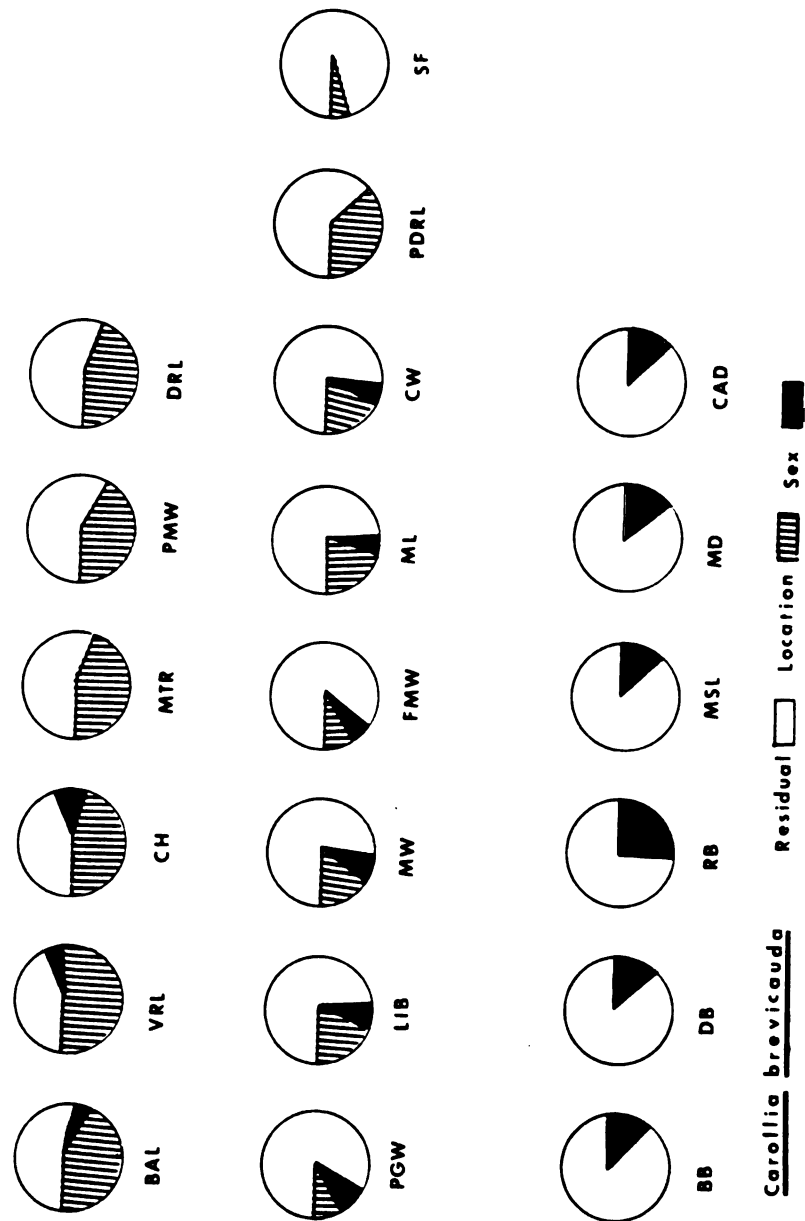 BAL VRL CH MTR PMW DRL
PGW LIB MW FMW ML CW PDRL SF
BB DB RB MSL MD CAD
Carollia brevicauda Residual Location Sex